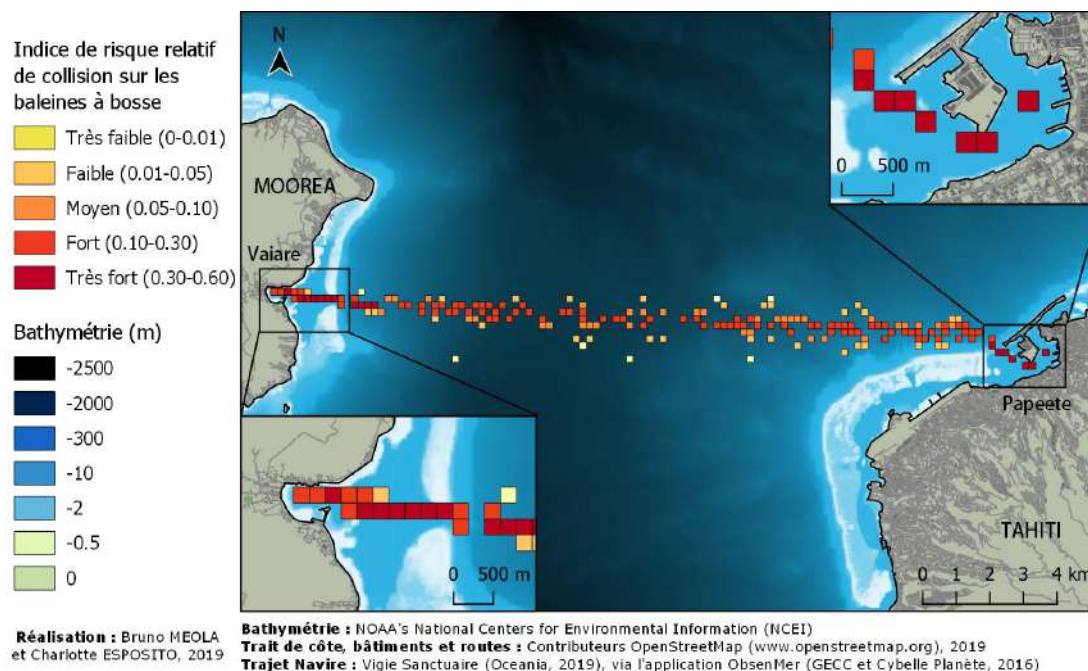 Indice de risque relatif
de collision sur les
baleines à bosse
Très faible (0-0.01)
Faible (0.01-0.05)
Moyen (0.05-0.10)
Fort (0.10-0.30)
Très fort (0.30-0.60)
Bathymétrie (m)
-2500
-2000
-300
-10
-2
-0.5
0
Réalisation : Bruno MEOLA
et Charlotte ESPOSITO, 2019
N
MOOREA
Vaiare
0 500 m
Papeete
TAHITI
0 500 m
0 1 2 3 4 km
Bathymétrie : NOAA's National Centers for Environmental Information (NCEI)
Trait de côte, bâtiments et routes : Contributeurs OpenStreetMap (www.openstreetmap.org), 2019
Trajet Navire : Vigie Sanctuaire (Oceania, 2019), via l'application ObsenMer (GECC et Cybelle Planète, 2016)